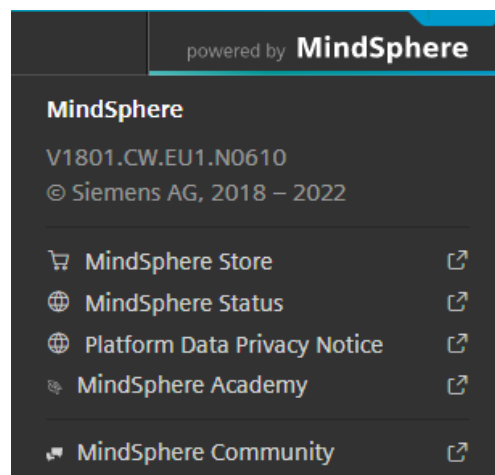 powered by MindSphere
MindSphere
V1801.CW.EU1.N0610
© Siemens AG, 2018 – 2022
MindSphere Store
MindSphere Status
Platform Data Privacy Notice
MindSphere Academy
MindSphere Community